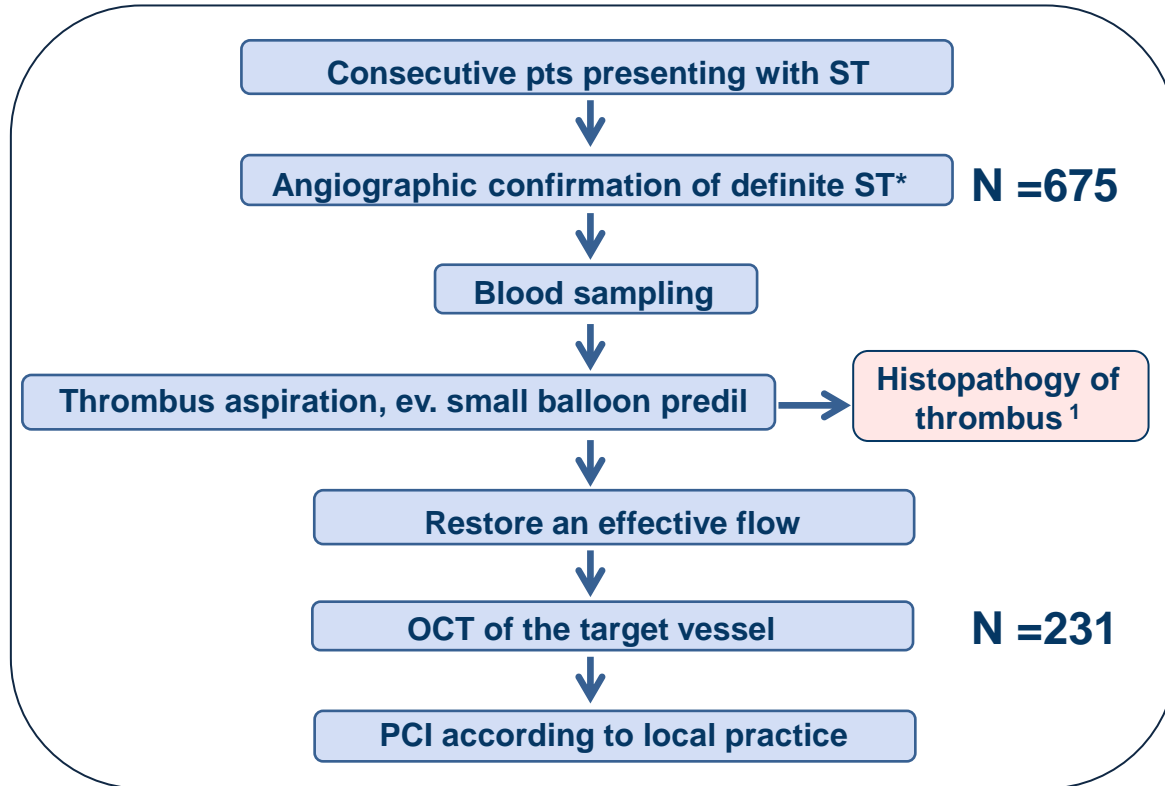 Consecutive pts presenting with ST
Angiographic confirmation of definite ST*
N =675
Blood sampling
Thrombus aspiration, ev. small balloon predil
Histopathogy of
thrombus 1
Restore an effective flow
OCT of the target vessel
N =231
PCI according to local practice